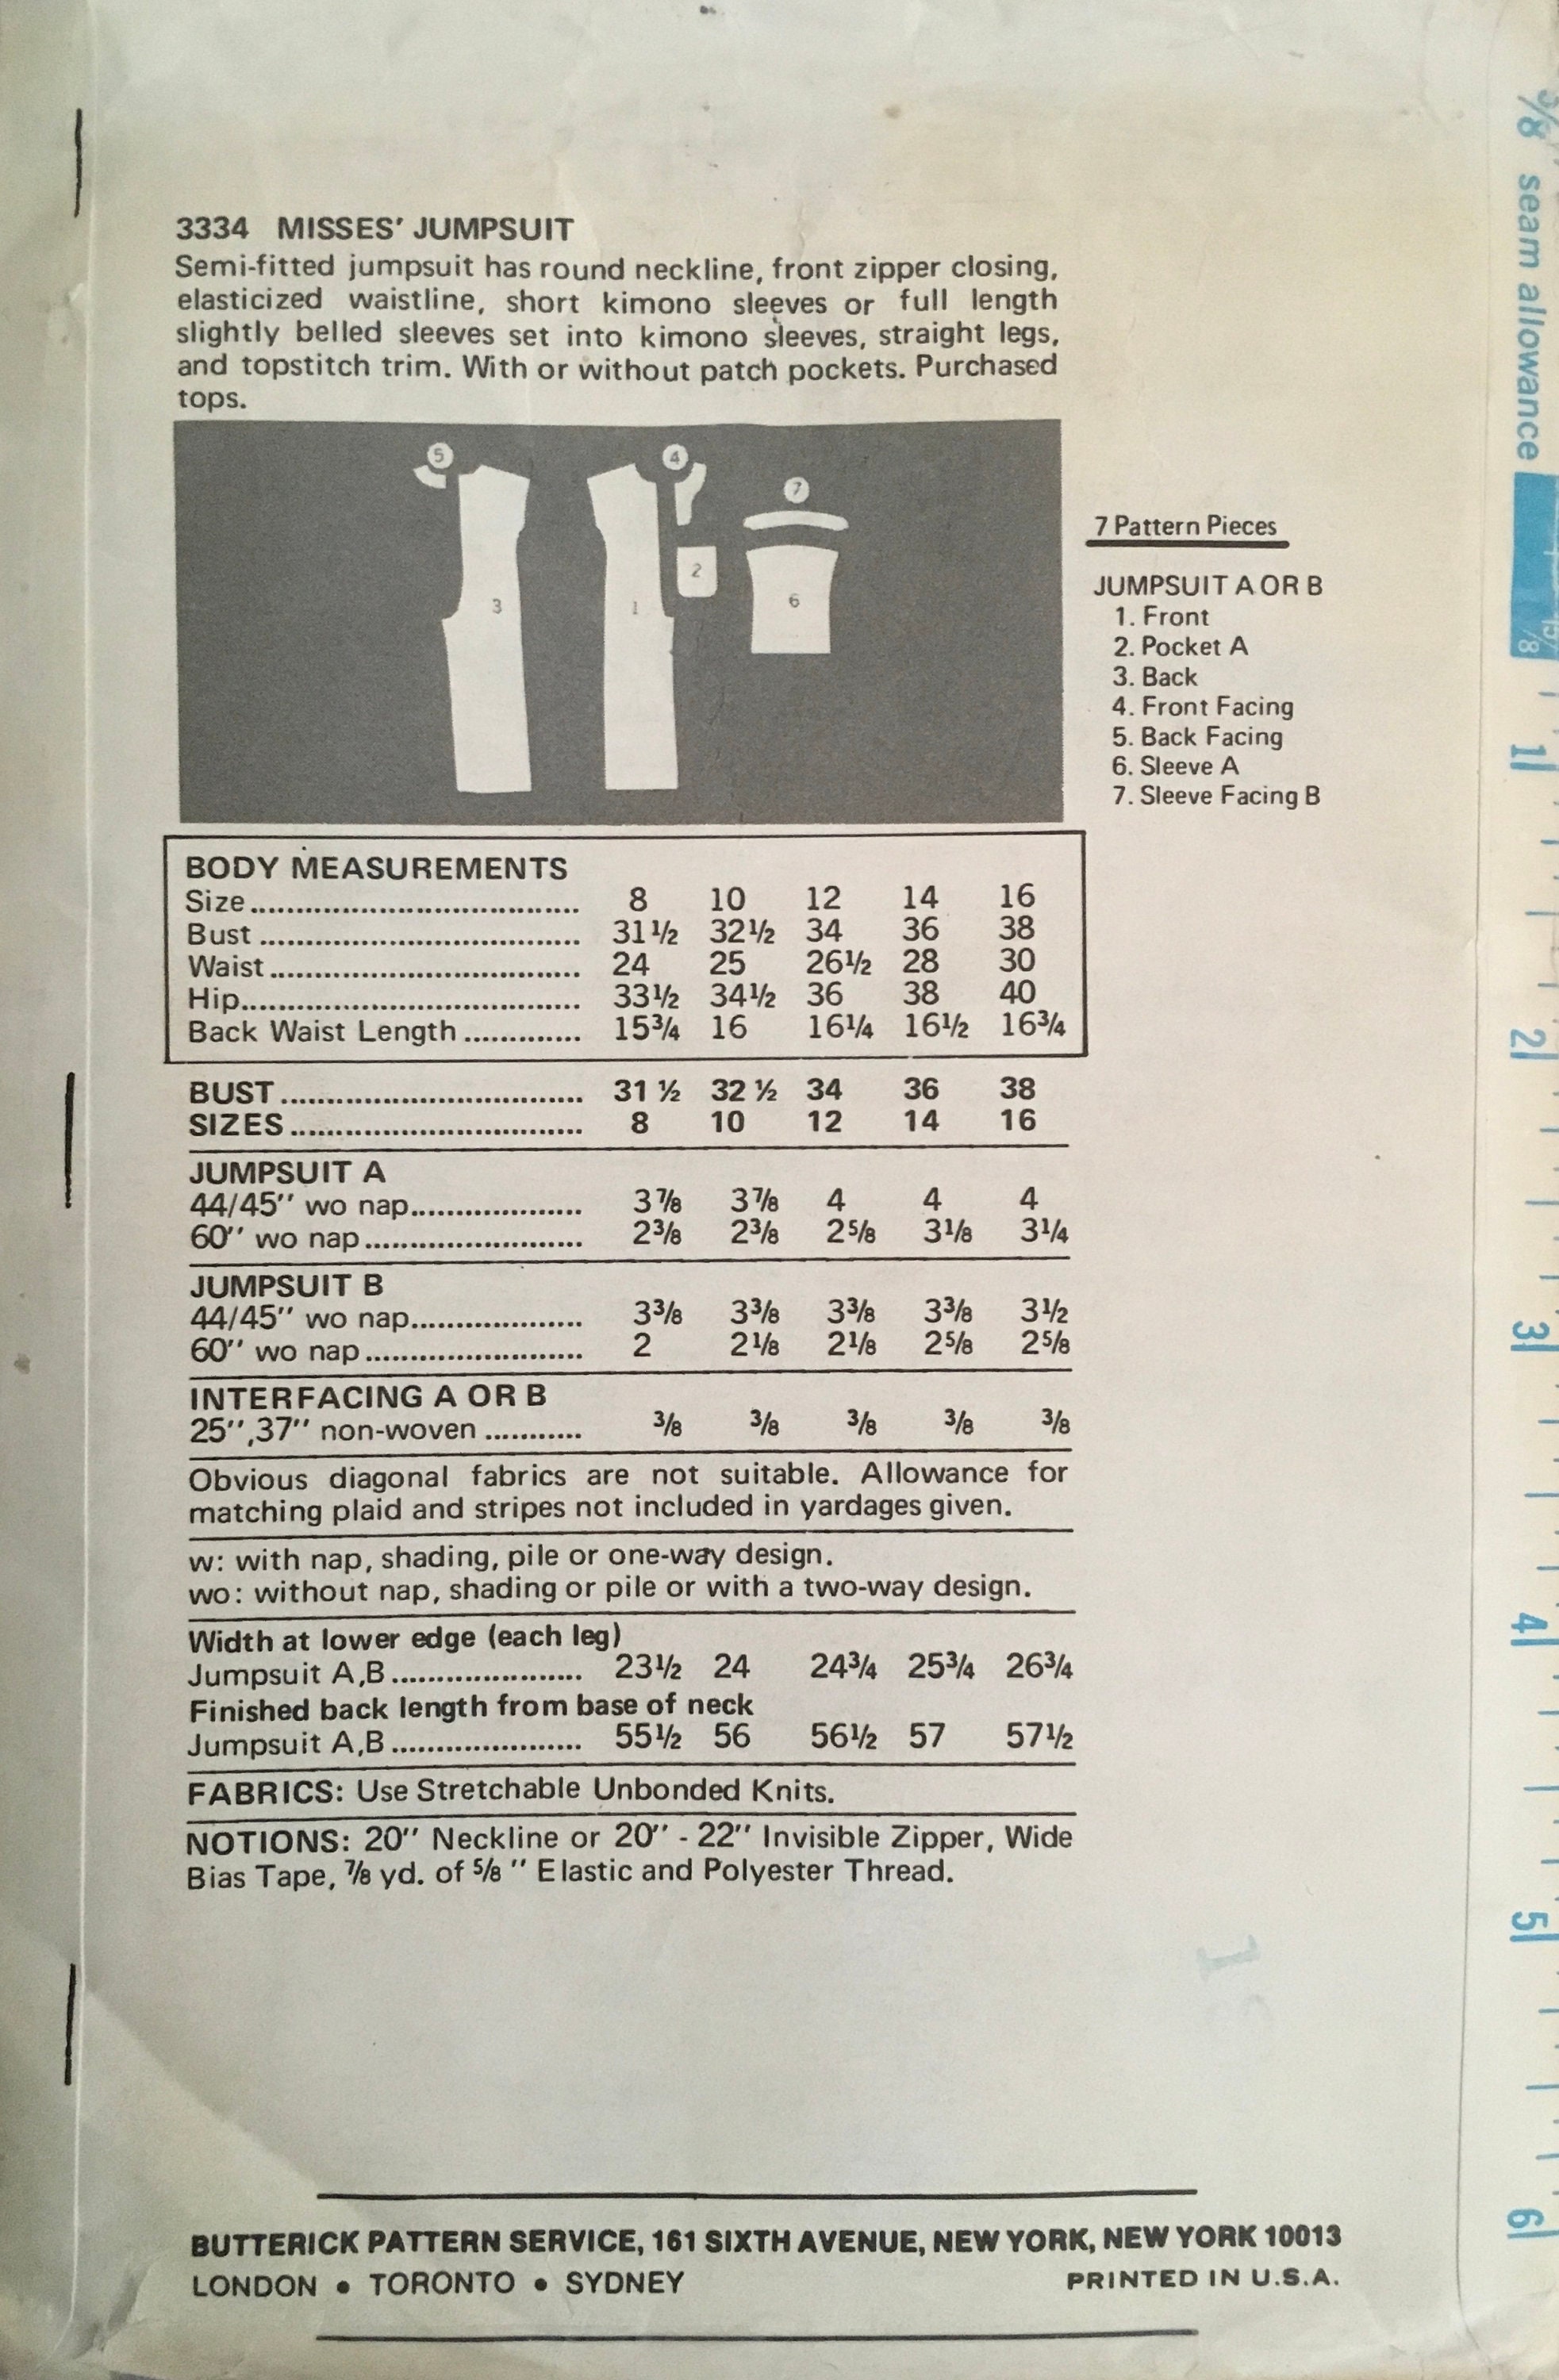 3334 MISSES' JUMPSUIT
Semi-fitted jumpsuit has round neckline, front zipper closing,
elasticized waistline, short kimono sleeves or full length
slightly belled sleeves set into kimono sleeves, straight legs,
and topstitch trim. With or without patch pockets. Purchased
tops.
5
4
7
3
1
2
6
7 Pattern Pieces
JUMPSUIT A OR B
1. Front
2. Pocket A
3. Back
4. Front Facing
5. Back Facing
6. Sleeve A
7. Sleeve Facing B
BODY MEASUREMENTS
Size.................................... 8 10 12 14 16
Bust ................................... 31½ 32½ 34 36 38
Waist.................................. 24 25 26½ 28 30
Hip..................................... 33½ 34½ 36 38 40
Back Waist Length ............. 15¾ 16 16¼ 16½ 16¾
BUST ................................. 31 ½ 32 ½ 34 36 38
SIZES ................................ 8 10 12 14 16
JUMPSUIT A
44/45'' wo nap................... 3⅞ 3⅞ 4 4 4
60'' wo nap........................ 2⅜ 2⅜ 2⅝ 3⅛ 3¼
JUMPSUIT B
44/45'' wo nap................... 3⅜ 3⅜ 3⅜ 3⅜ 3½
60'' wo nap........................ 2 2⅛ 2⅛ 2⅝ 2⅝
INTERFACING A OR B
25'',37'' non-woven ........... ⅜ ⅜ ⅜ ⅜ ⅜
Obvious diagonal fabrics are not suitable. Allowance for
matching plaid and stripes not included in yardages given.
w: with nap, shading, pile or one-way design.
wo: without nap, shading or pile or with a two-way design.
Width at lower edge (each leg)
Jumpsuit A,B...................... 23½ 24 24¾ 25¾ 26¾
Finished back length from base of neck
Jumpsuit A,B...................... 55½ 56 56½ 57 57½
FABRICS: Use Stretchable Unbonded Knits.
NOTIONS: 20'' Neckline or 20'' - 22'' Invisible Zipper, Wide
Bias Tape, ⅞ yd. of ⅝ '' Elastic and Polyester Thread.
BUTTERICK PATTERN SERVICE, 161 SIXTH AVENUE, NEW YORK, NEW YORK 10013
LONDON • TORONTO • SYDNEY PRINTED IN U.S.A.
seam allowance
1
2
3
4
5
6